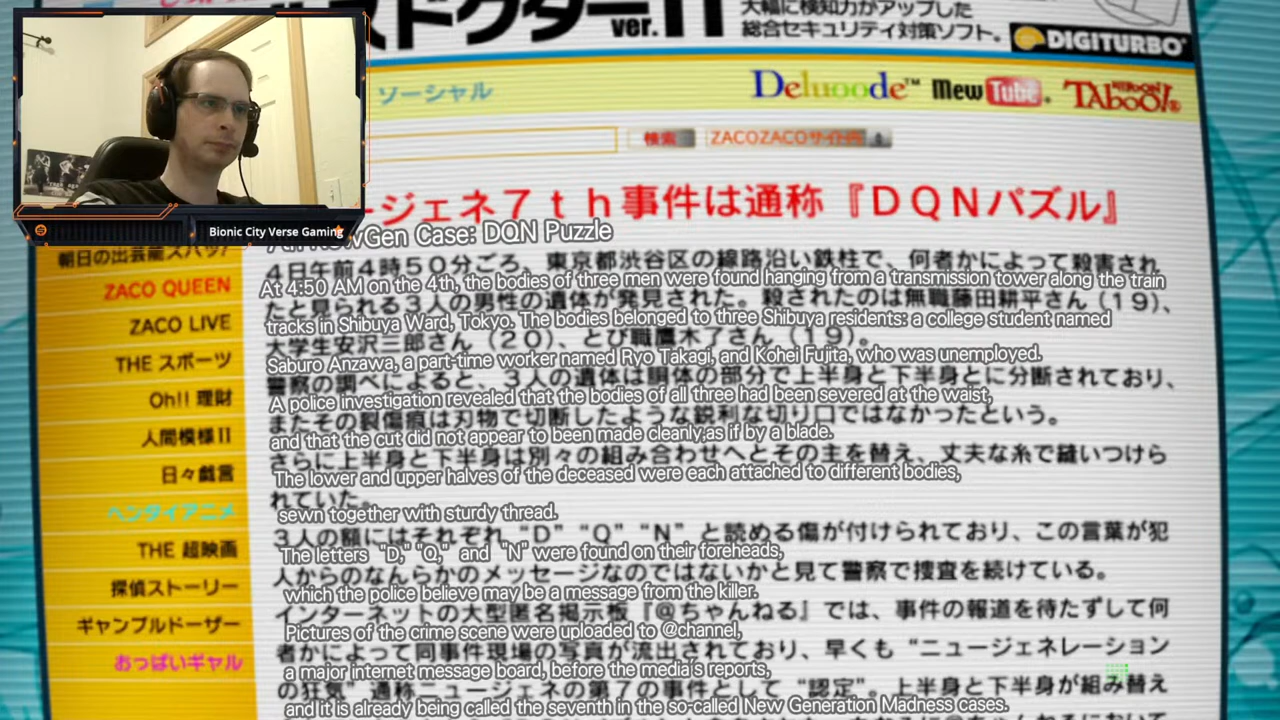 ドクター ver.11
大幅に検知力がアップした
総合セキュリティ対策ソフト。
DIGITURBO
ソーシャル
Deluoode™ MewTube. TABOO!®
検索 ZACOZACOサイト内
ージェネ7th事件は通称『DQNパズル』
Gen Case: DQN Puzzle
Bionic City Verse Gaming
朝日の出芸能スパッ
ZACO QUEEN
ZACO LIVE
THE スポーツ
Oh!! 理財
人間模様II
日々戯言
ヘンタイアニメ
THE 超映画
探偵ストーリー
ギャンブルドーザー
おっぱいギャル
4日午前4時50分ごろ、東京都渋谷区の線路沿い鉄柱で、何者かによって殺害され
At 4:50 AM on the 4th, the bodies of three men were found hanging from a transmission tower along the train
たと見られる3人の男性の遺体が発見された。殺されたのは無職藤田耕平さん（19）、
tracks in Shibuya Ward, Tokyo. The bodies belonged to three Shibuya residents: a college student named
大学生安沢三郎さん（20）、とび職鷹木了さん（19）。
Saburo Anzawa, a part-time worker named Ryo Takagi, and Kohei Fujita, who was unemployed.
警察の調べによると、3人の遺体は胴体の部分で上半身と下半身とに分断されており、
A police investigation revealed that the bodies of all three had been severed at the waist,
またその裂傷痕は刃物で切断したような鋭利な切り口ではなかったという。
and that the cut did not appear to been made cleanly,as if by a blade.
さらに上半身と下半身は別々の組み合わせへとその主を替え、丈夫な糸で縫いつけら
The lower and upper halves of the deceased were each attached to different bodies,
れていた。
sewn together with sturdy thread.
3人の額にはそれぞれ “D” “Q” “N” と読める傷が付けられており、この言葉が犯
The letters "D," "Q," and "N" were found on their foreheads,
人からのなんらかのメッセージなのではないかと見て警察で捜査を続けている。
which the police believe may be a message from the killer.
インターネットの大型匿名掲示板『@ちゃんねる』では、事件の報道を待たずして何
Pictures of the crime scene were uploaded to @channel,
者かによって同事件現場の写真が流出されており、早くも “ニュージェネレーション
a major internet message board, before the media's reports,
の狂気” 通称ニュージェネの第7の事件として “認定”。上半身と下半身が組み替え
and it is already being called the seventh in the so-called New Generation Madness cases.